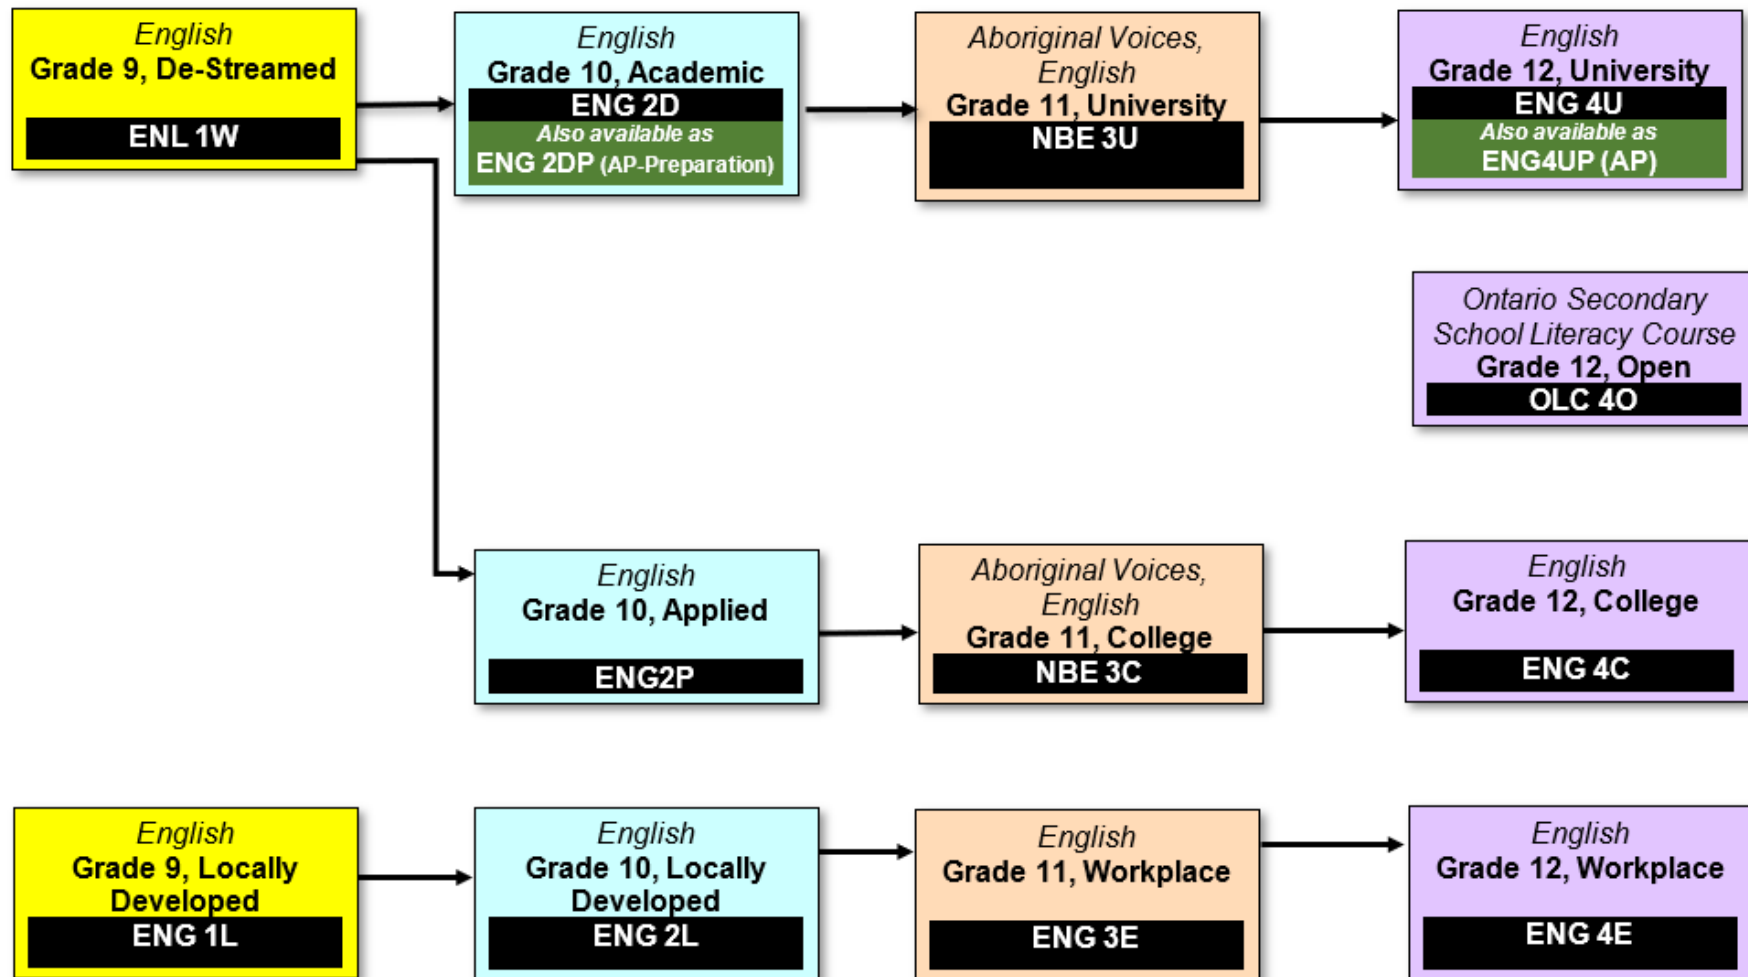 English
Grade 9, De-Streamed
ENL 1W
English
Grade 10, Academic
ENG 2D
Also available as
ENG 2DP (AP-Preparation)
Aboriginal Voices,
English
Grade 11, University
NBE 3U
English
Grade 12, University
ENG 4U
Also available as
ENG4UP (AP)
Ontario Secondary
School Literacy Course
Grade 12, Open
OLC 4O
English
Grade 10, Applied
ENG2P
Aboriginal Voices,
English
Grade 11, College
NBE 3C
English
Grade 12, College
ENG 4C
English
Grade 9, Locally
Developed
ENG 1L
English
Grade 10, Locally
Developed
ENG 2L
English
Grade 11, Workplace
ENG 3E
English
Grade 12, Workplace
ENG 4E